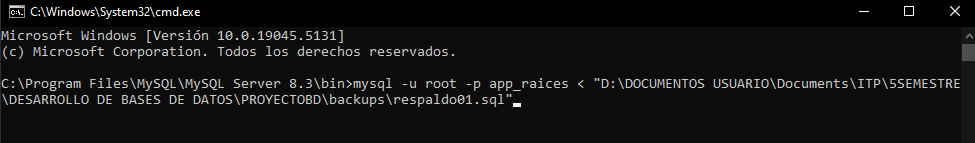 C:\Windows\System32\cmd.exe
Microsoft Windows [Versión 10.0.19045.5131]
(c) Microsoft Corporation. Todos los derechos reservados.
C:\Program Files\MySQL\MySQL Server 8.3\bin>mysql -u root -p app_raices < "D:\DOCUMENTOS USUARIO\Documents\ITP\5SEMESTRE
\DESARROLLO DE BASES DE DATOS\PROYECTOBD\backups\respaldo01.sql"